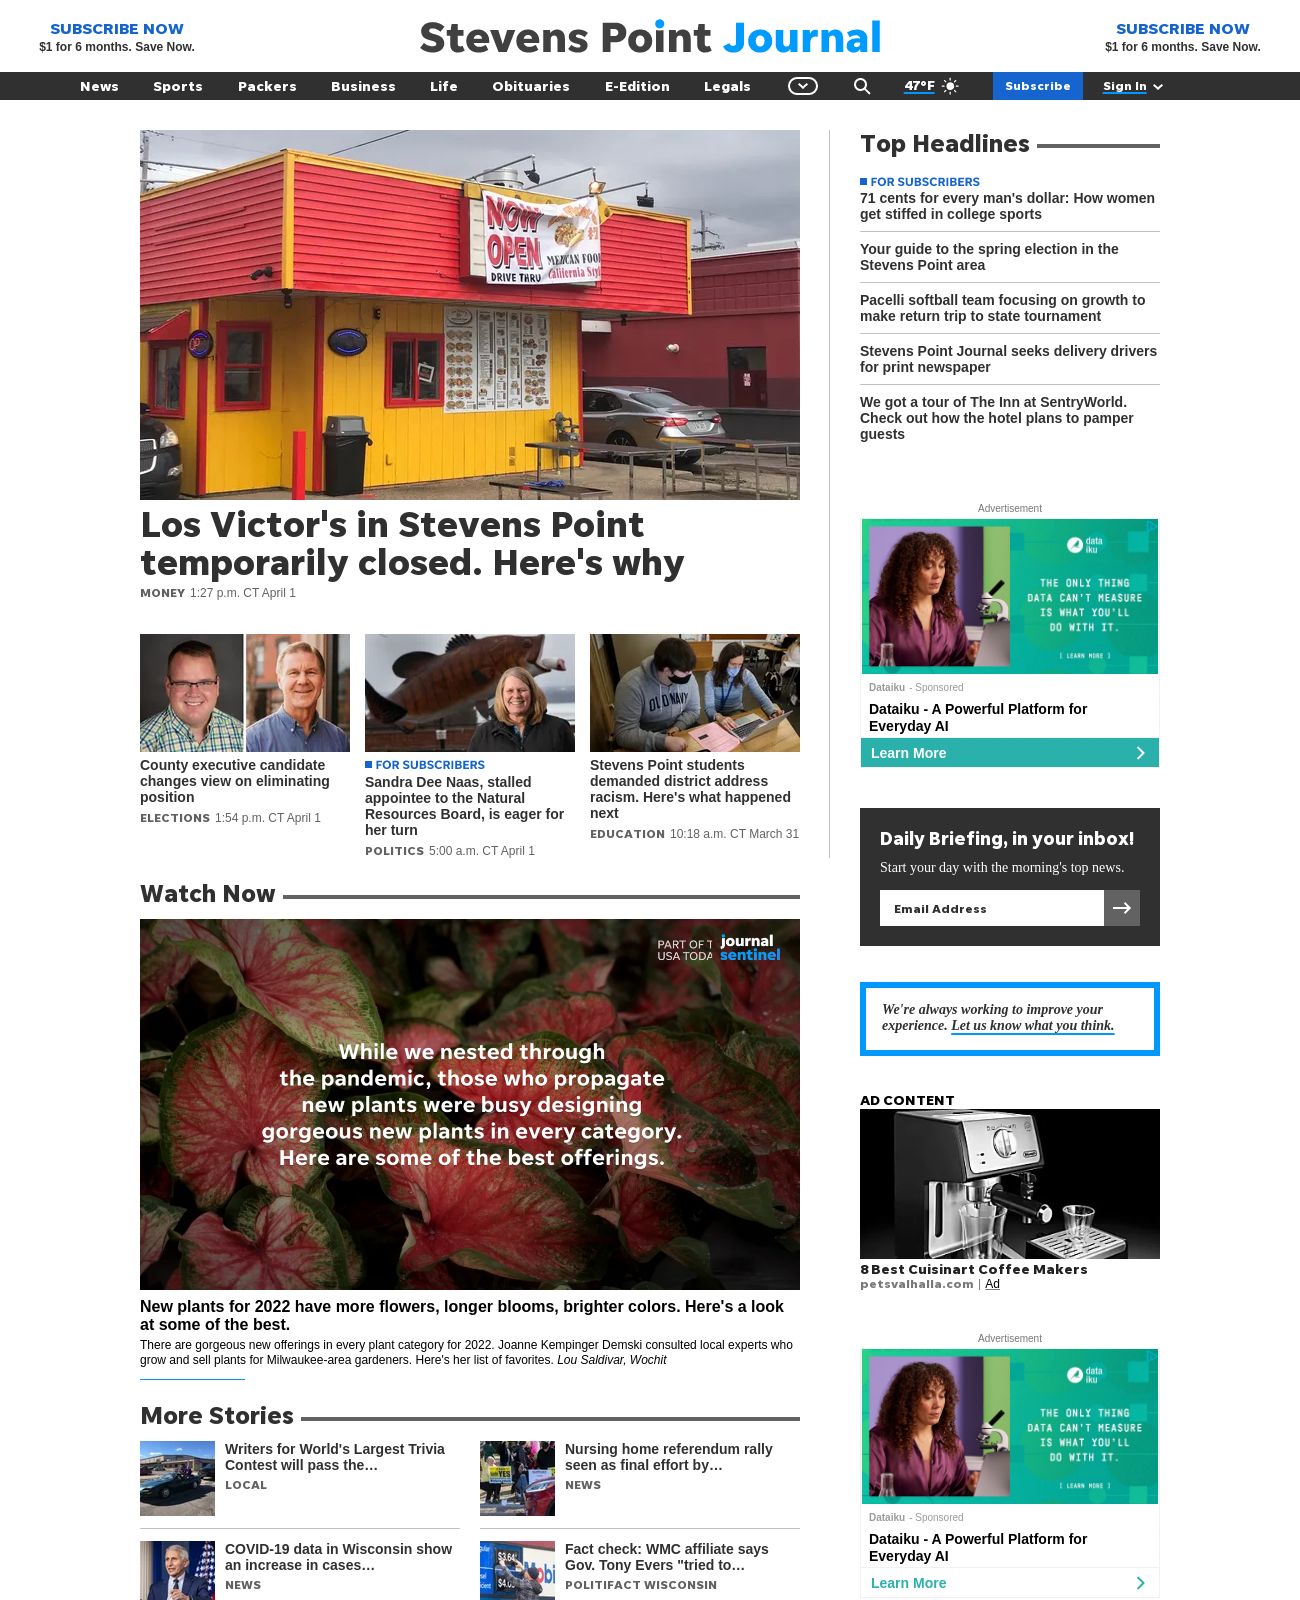 SUBSCRIBE NOW
$1 for 6 months. Save Now.
Stevens Point Journal
SUBSCRIBE NOW
$1 for 6 months. Save Now.
News Sports Packers Business Life Obituaries E-Edition Legals 47°F Subscribe Sign In
NOW
OPEN
DRIVE THRU
MEXICAN FOOD
California Style
Los Victor's in Stevens Point
temporarily closed. Here's why
MONEY 1:27 p.m. CT April 1
County executive candidate
changes view on eliminating
position
ELECTIONS 1:54 p.m. CT April 1
FOR SUBSCRIBERS
Sandra Dee Naas, stalled
appointee to the Natural
Resources Board, is eager for
her turn
POLITICS 5:00 a.m. CT April 1
OLD NAVY
Stevens Point students
demanded district address
racism. Here's what happened
next
EDUCATION 10:18 a.m. CT March 31
Watch Now
PART OF T
USA TODA
journal
sentinel
While we nested through
the pandemic, those who propagate
new plants were busy designing
gorgeous new plants in every category.
Here are some of the best offerings.
New plants for 2022 have more flowers, longer blooms, brighter colors. Here's a look
at some of the best.
There are gorgeous new offerings in every plant category for 2022. Joanne Kempinger Demski consulted local experts who
grow and sell plants for Milwaukee-area gardeners. Here's her list of favorites. Lou Saldivar, Wochit
More Stories
Writers for World's Largest Trivia
Contest will pass the…
LOCAL
YES
Nursing home referendum rally
seen as final effort by…
NEWS
COVID-19 data in Wisconsin show
an increase in cases…
NEWS
Fact check: WMC affiliate says
Gov. Tony Evers "tried to…
POLITIFACT WISCONSIN
Top Headlines
FOR SUBSCRIBERS
71 cents for every man's dollar: How women
get stiffed in college sports
Your guide to the spring election in the
Stevens Point area
Pacelli softball team focusing on growth to
make return trip to state tournament
Stevens Point Journal seeks delivery drivers
for print newspaper
We got a tour of The Inn at SentryWorld.
Check out how the hotel plans to pamper
guests
Advertisement
data
iku
THE ONLY THING
DATA CAN'T MEASURE
IS WHAT YOU'LL
DO WITH IT.
[ LEARN MORE ]
Dataiku - Sponsored
Dataiku - A Powerful Platform for
Everyday AI
Learn More
Daily Briefing, in your inbox!
Start your day with the morning's top news.
Email Address
We're always working to improve your
experience. Let us know what you think.
AD CONTENT
8 Best Cuisinart Coffee Makers
petsvalhalla.com | Ad
Advertisement
data
iku
THE ONLY THING
DATA CAN'T MEASURE
IS WHAT YOU'LL
DO WITH IT.
[ LEARN MORE ]
Dataiku - Sponsored
Dataiku - A Powerful Platform for
Everyday AI
Learn More